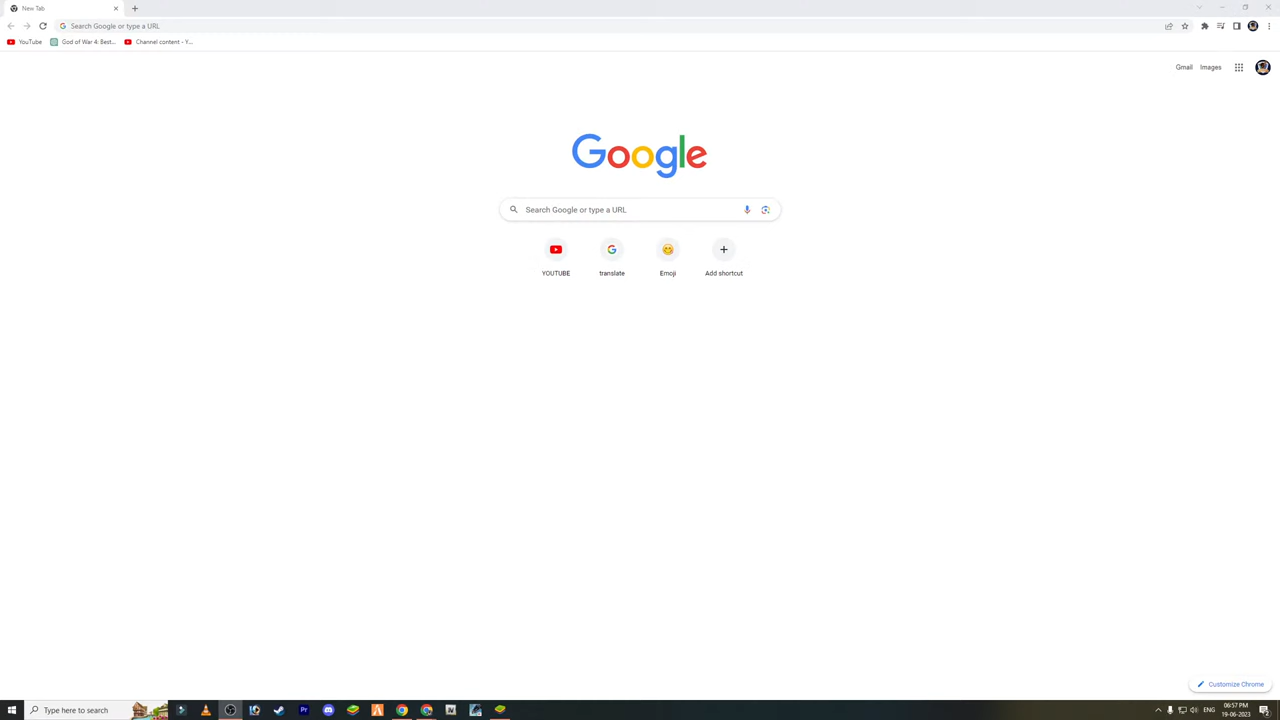 New Tab
Search Google or type a URL
YouTube God of War 4: Best... Channel content - Y...
Gmail Images
Google
Search Google or type a URL
YOUTUBE translate Emoji Add shortcut
Customize Chrome
Type here to search
Pr
ENG
06:57 PM
19-06-2023
2